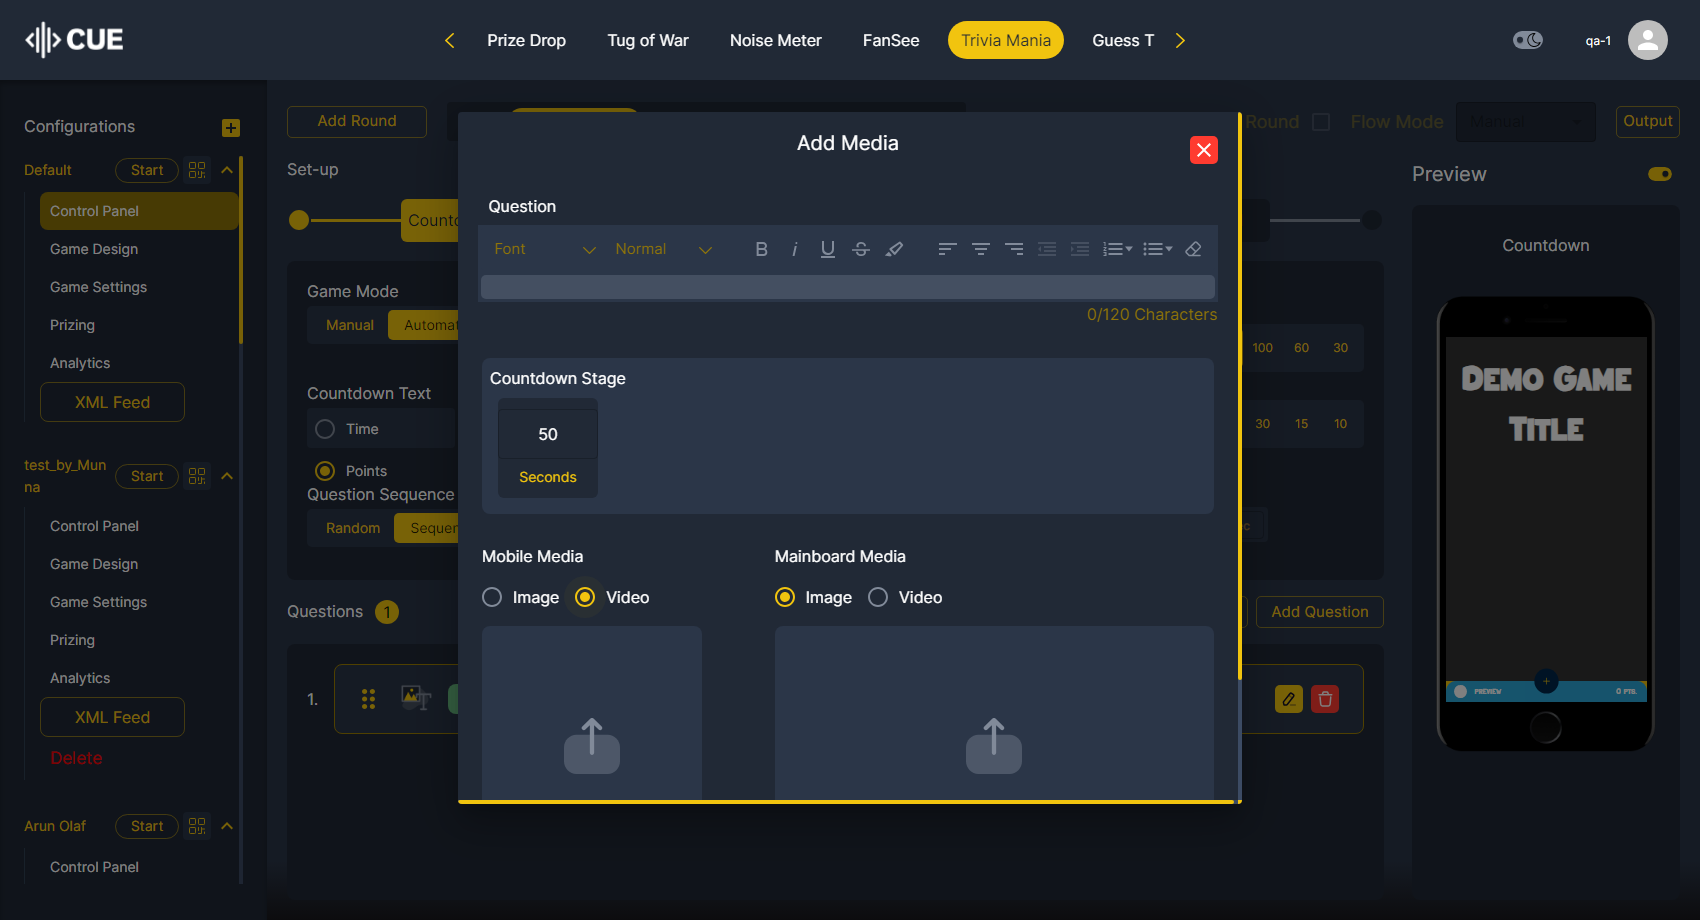 CUE
Prize Drop
Tug of War
Noise Meter
FanSee
Trivia Mania
Guess T
qa-1
Configurations
Default
Start
Control Panel
Game Design
Game Settings
Prizing
Analytics
XML Feed
test_by_Mun
na
Start
Control Panel
Game Design
Game Settings
Prizing
Analytics
XML Feed
Delete
Arun Olaf
Start
Control Panel
Add Round
Round
Flow Mode
Manual
Output
Set-up
Countd
Game Mode
Manual
Automat
Countdown Text
Time
Points
Question Sequence
Random
Sequen
Questions 1
1.
Add Media
Question
Font
Normal
0/120 Characters
Countdown Stage
50
Seconds
Mobile Media
Image
Video
Mainboard Media
Image
Video
100 60 30
30 15 10
Add Question
Preview
Countdown
DEMO GAME
TITLE
PREVIEW
0 PTS.